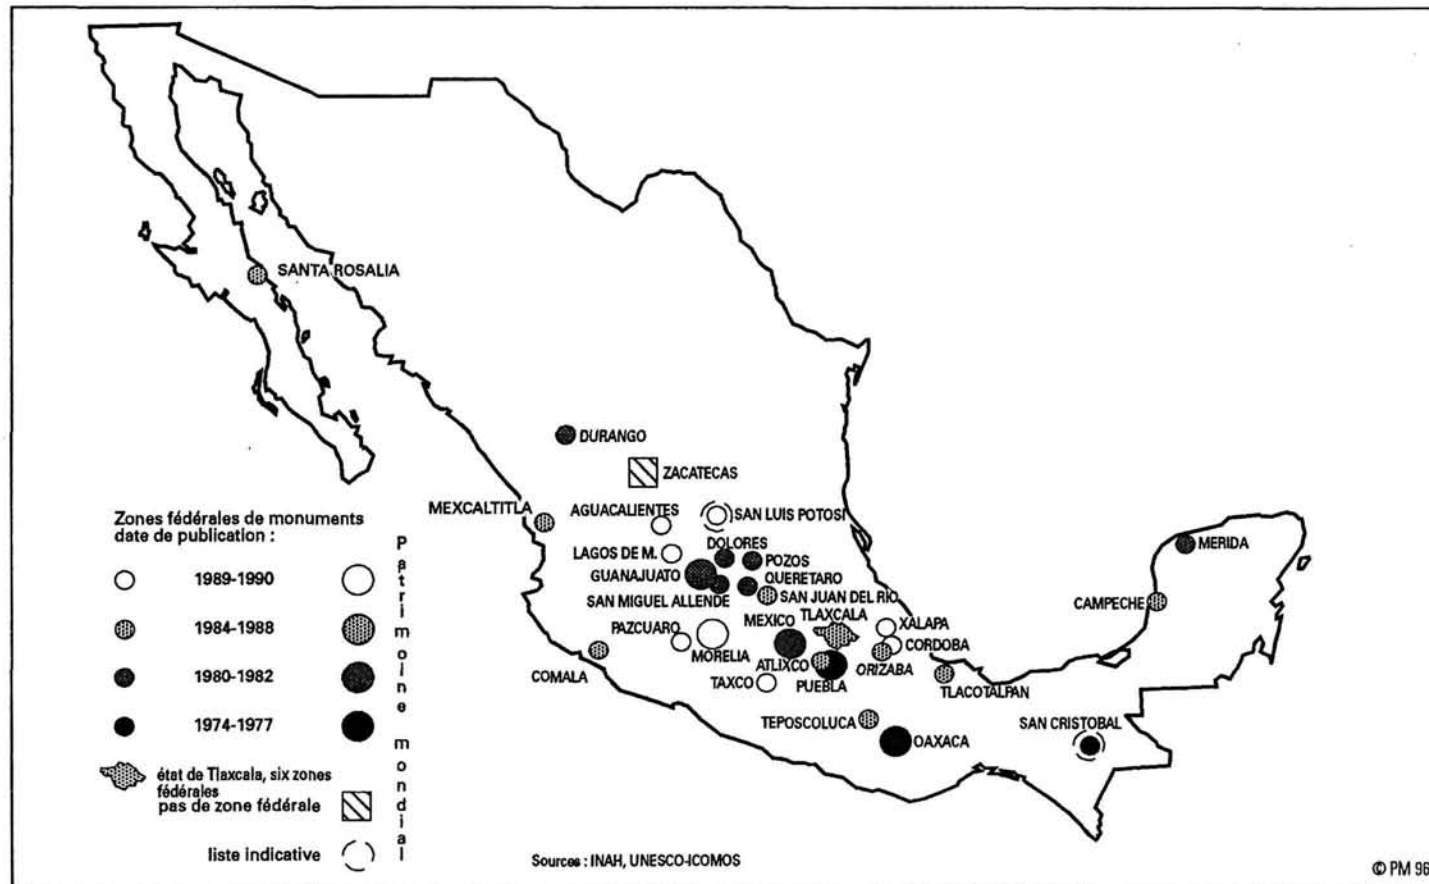 SANTA ROSALIA
DURANGO
ZACATECAS
MEXCALTITLA
AGUACALIENTES
SAN LUIS POTOSI
LAGOS DE M.
DOLORES
POZOS
GUANAJUATO
QUERETARO
SAN MIGUEL ALLENDE
SAN JUAN DEL RIO
MERIDA
CAMPECHE
PAZCUARO
MEXICO
TLAXCALA
XALAPA
CORDOBA
MORELIA
ATLIXCO
ORIZABA
COMALA
TAXCO
PUEBLA
TLACOTALPAN
TEPOSCOLUCA
OAXACA
SAN CRISTOBAL
Zones fédérales de monuments
date de publication :
1989-1990
1984-1988
1980-1982
1974-1977
état de Tlaxcala, six zones
fédérales
pas de zone fédérale
liste indicative
Patrimoine mondial
Sources : INAH, UNESCO-ICOMOS
© PM 96